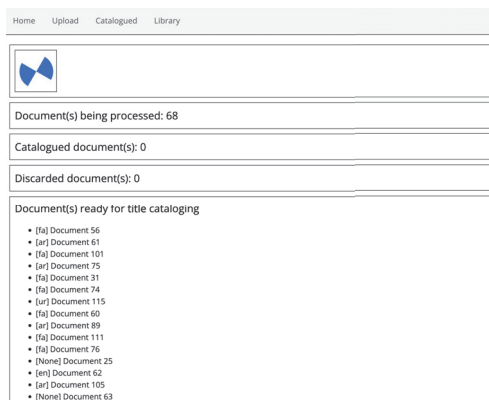 Home Upload Catalogued Library
Document(s) being processed: 68
Catalogued document(s): 0
Discarded document(s): 0
Document(s) ready for title cataloging
• [fa] Document 56
• [ar] Document 61
• [fa] Document 101
• [ar] Document 75
• [fa] Document 31
• [fa] Document 74
• [ur] Document 115
• [fa] Document 60
• [ar] Document 89
• [fa] Document 111
• [fa] Document 76
• [None] Document 25
• [en] Document 62
• [ar] Document 105
• [None] Document 63